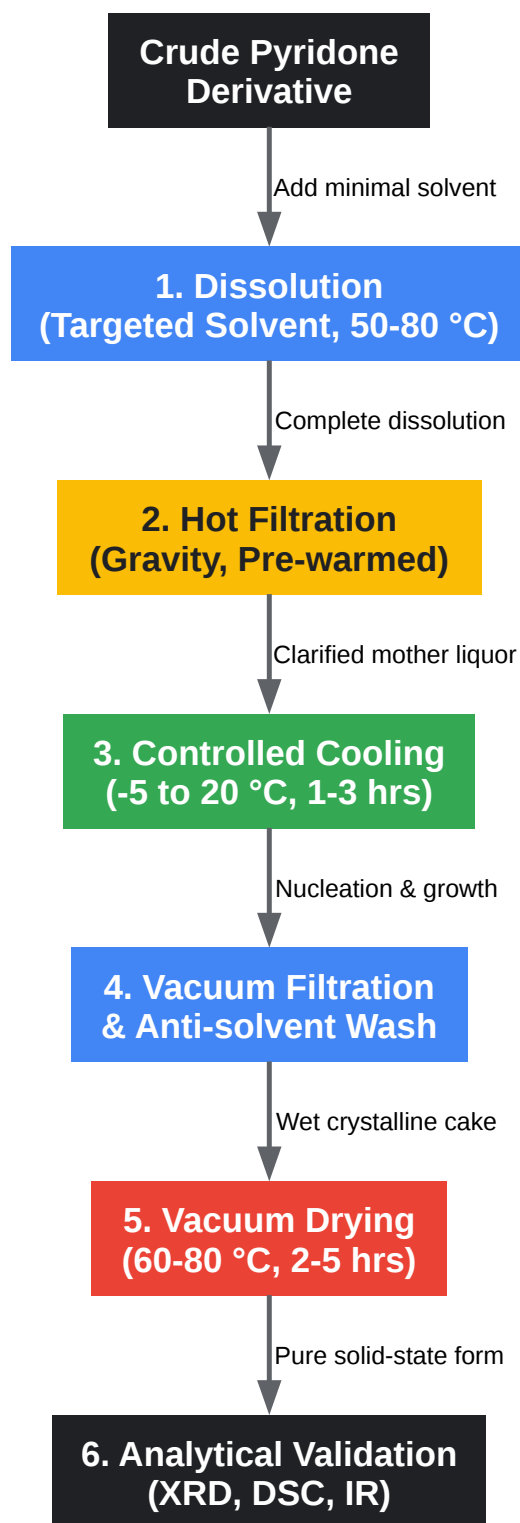 Crude Pyridone
Derivative
Add minimal solvent
1. Dissolution
(Targeted Solvent, 50-80 °C)
Complete dissolution
2. Hot Filtration
(Gravity, Pre-warmed)
Clarified mother liquor
3. Controlled Cooling
(-5 to 20 °C, 1-3 hrs)
Nucleation & growth
4. Vacuum Filtration
& Anti-solvent Wash
Wet crystalline cake
5. Vacuum Drying
(60-80 °C, 2-5 hrs)
Pure solid-state form
6. Analytical Validation
(XRD, DSC, IR)